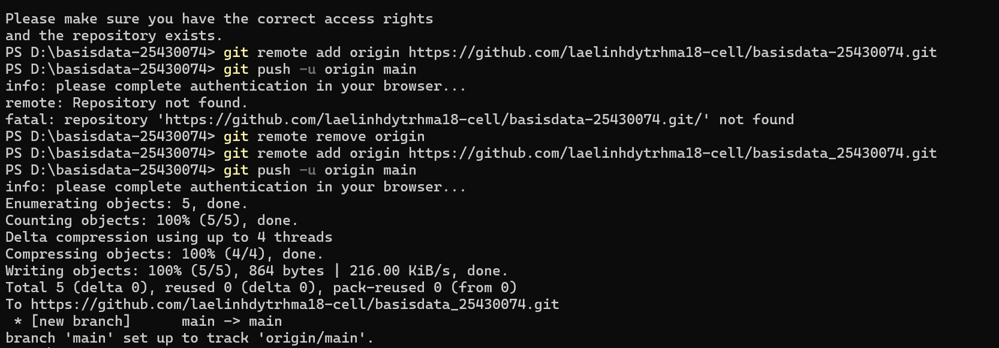 Please make sure you have the correct access rights
and the repository exists.
PS D:\basisdata-25430074> git remote add origin https://github.com/laelinhdytrhma18-cell/basisdata-25430074.git
PS D:\basisdata-25430074> git push -u origin main
info: please complete authentication in your browser...
remote: Repository not found.
fatal: repository 'https://github.com/laelinhdytrhma18-cell/basisdata-25430074.git/' not found
PS D:\basisdata-25430074> git remote remove origin
PS D:\basisdata-25430074> git remote add origin https://github.com/laelinhdytrhma18-cell/basisdata_25430074.git
PS D:\basisdata-25430074> git push -u origin main
info: please complete authentication in your browser...
Enumerating objects: 5, done.
Counting objects: 100% (5/5), done.
Delta compression using up to 4 threads
Compressing objects: 100% (4/4), done.
Writing objects: 100% (5/5), 864 bytes | 216.00 KiB/s, done.
Total 5 (delta 0), reused 0 (delta 0), pack-reused 0 (from 0)
To https://github.com/laelinhdytrhma18-cell/basisdata_25430074.git
 * [new branch]      main -> main
branch 'main' set up to track 'origin/main'.